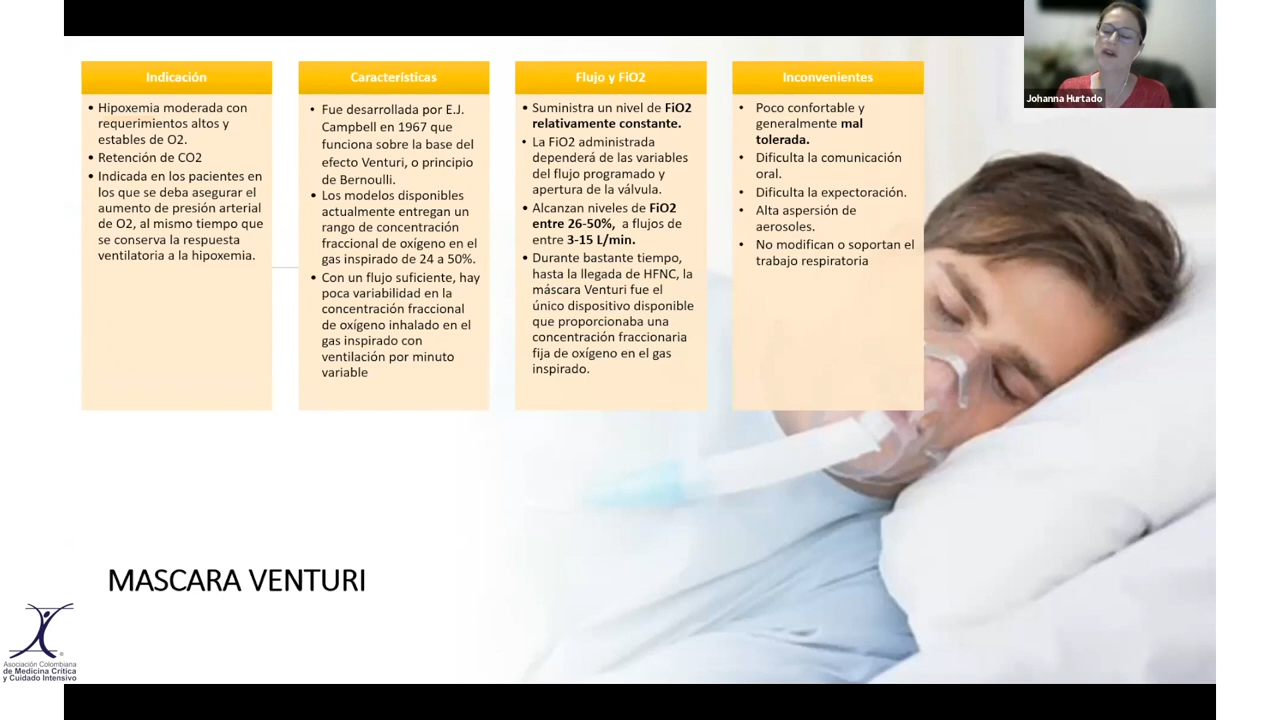 Johanna Hurtado
Indicación
• Hipoxemia moderada con
requerimientos altos y
estables de O2.
• Retención de CO2
• Indicada en los pacientes en
los que se deba asegurar el
aumento de presión arterial
de O2, al mismo tiempo que
se conserva la respuesta
ventilatoria a la hipoxemia.
Características
• Fue desarrollada por E.J.
Campbell en 1967 que
funciona sobre la base del
efecto Venturi, o principio
de Bernoulli.
• Los modelos disponibles
actualmente entregan un
rango de concentración
fraccional de oxígeno en el
gas inspirado de 24 a 50%.
• Con un flujo suficiente, hay
poca variabilidad en la
concentración fraccional
de oxígeno inhalado en el
gas inspirado con
ventilación por minuto
variable
Flujo y FiO2
• Suministra un nivel de FiO2
relativamente constante.
• La FiO2 administrada
dependerá de las variables
del flujo programado y
apertura de la válvula.
• Alcanzan niveles de FiO2
entre 26-50%, a flujos de
entre 3-15 L/min.
• Durante bastante tiempo,
hasta la llegada de HFNC, la
máscara Venturi fue el
único dispositivo disponible
que proporcionaba una
concentración fraccionaria
fija de oxígeno en el gas
inspirado.
Inconvenientes
• Poco confortable y
generalmente mal
tolerada.
• Dificulta la comunicación
oral.
• Dificulta la expectoración.
• Alta aspersión de
aerosoles.
• No modifican o soportan el
trabajo respiratoria
MASCARA VENTURI
Asociación Colombiana
de Medicina Crítica
y Cuidado Intensivo